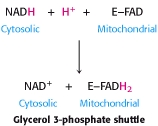 NADH + H⁺ + E–FAD
Cytosolic Mitochondrial
NAD⁺ + E–FADH₂
Cytosolic Mitochondrial
Glycerol 3-phosphate shuttle